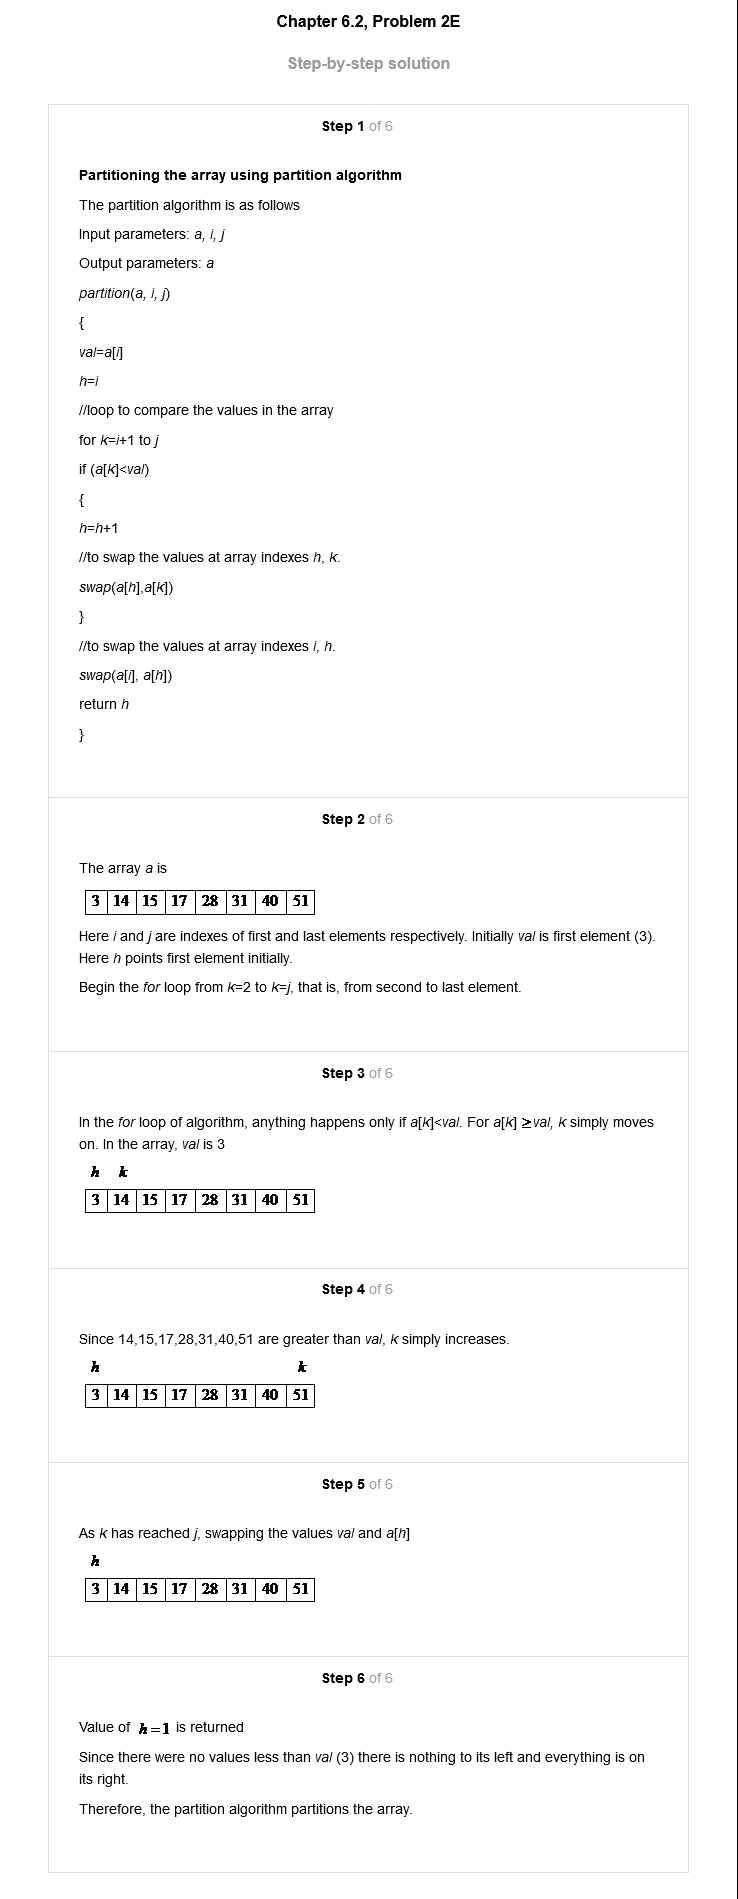 Chapter 6.2, Problem 2E
Step-by-step solution
Step 1 of 6
Partitioning the array using partition algorithm
The partition algorithm is as follows
Input parameters: a, i, j
Output parameters: a
partition(a, i, j)
{
val=a[i]
h=i
//loop to compare the values in the array
for k=i+1 to j
if (a[k]<val)
{
h=h+1
//to swap the values at array indexes h, k.
swap(a[h],a[k])
}
//to swap the values at array indexes i, h.
swap(a[i], a[h])
return h
}
Step 2 of 6
The array a is
3 14 15 17 28 31 40 51
Here i and j are indexes of first and last elements respectively. Initially val is first element (3).
Here h points first element initially.
Begin the for loop from k=2 to k=j, that is, from second to last element.
Step 3 of 6
In the for loop of algorithm, anything happens only if a[k]<val. For a[k] ≥ val, k simply moves
on. In the array, val is 3
h k
3 14 15 17 28 31 40 51
Step 4 of 6
Since 14,15,17,28,31,40,51 are greater than val, k simply increases.
h k
3 14 15 17 28 31 40 51
Step 5 of 6
As k has reached j, swapping the values val and a[h]
h
3 14 15 17 28 31 40 51
Step 6 of 6
Value of h=1 is returned
Since there were no values less than val (3) there is nothing to its left and everything is on
its right.
Therefore, the partition algorithm partitions the array.